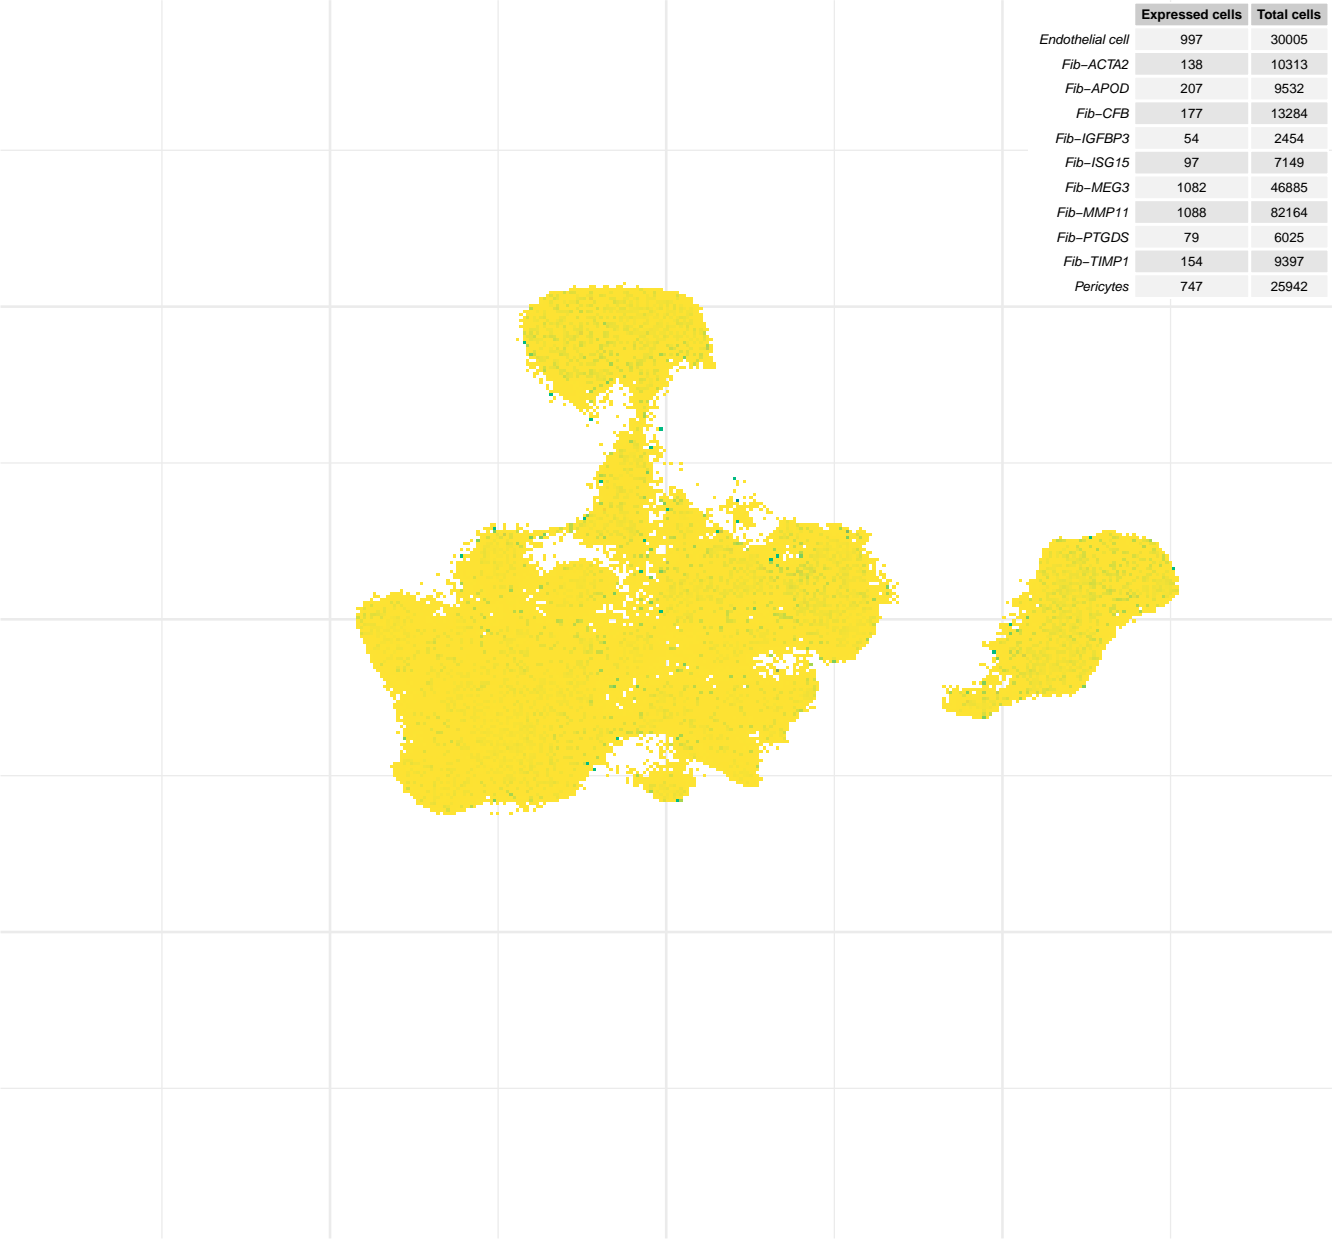 Expressed cells Total cells
Endothelial cell 997 30005
Fib−ACTA2 138 10313
Fib−APOD 207 9532
Fib−CFB 177 13284
Fib−IGFBP3 54 2454
Fib−ISG15 97 7149
Fib−MEG3 1082 46885
Fib−MMP11 1088 82164
Fib−PTGDS 79 6025
Fib−TIMP1 154 9397
Pericytes 747 25942